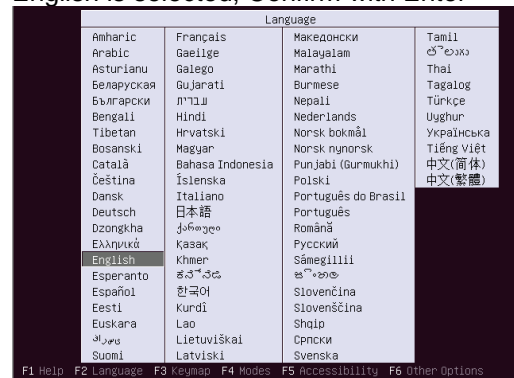 English is selected, Confirm with Enter
Language
Amharic
Arabic
Asturianu
Беларуская
Български
Bengali
Tibetan
Bosanski
Català
Čeština
Dansk
Deutsch
Dzongkha
Ελληνικά
English
Esperanto
Español
Eesti
Euskara
Suomi
Français
Gaeilge
Galego
Gujarati
עברית
Hindi
Hrvatski
Magyar
Bahasa Indonesia
Íslenska
Italiano
日本語
ქართული
Қазақ
Khmer
ಕನ್ನಡ
한국어
Kurdî
Lao
Lietuviškai
Latviski
Македонски
Malayalam
Marathi
Burmese
Nepali
Nederlands
Norsk bokmål
Norsk nynorsk
Punjabi (Gurmukhi)
Polski
Português do Brasil
Português
Română
Русский
Sámegillii
සිංහල
Slovenčina
Slovenščina
Shqip
Српски
Svenska
Tamil
తెలుగు
Thai
Tagalog
Türkçe
Uyghur
Українська
Tiếng Việt
中文(简体)
中文(繁體)
F1 Help F2 Language F3 Keymap F4 Modes F5 Accessibility F6 Other Options